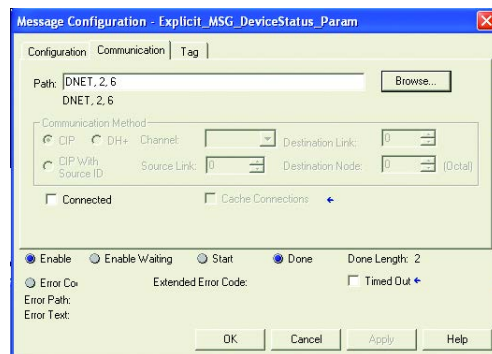 Message Configuration - Explicit_MSG_DeviceStatus_Param
Configuration Communication Tag
Path: DNET, 2, 6 Browse...
DNET, 2, 6
Communication Method
CIP DH+ Channel: Destination Link: 0
CIP With Source ID Source Link: 0 Destination Node: 0 (Octal)
Connected Cache Connections ←
Enable Enable Waiting Start Done Done Length: 2
Error Co Extended Error Code: Timed Out ←
Error Path:
Error Text:
OK Cancel Apply Help